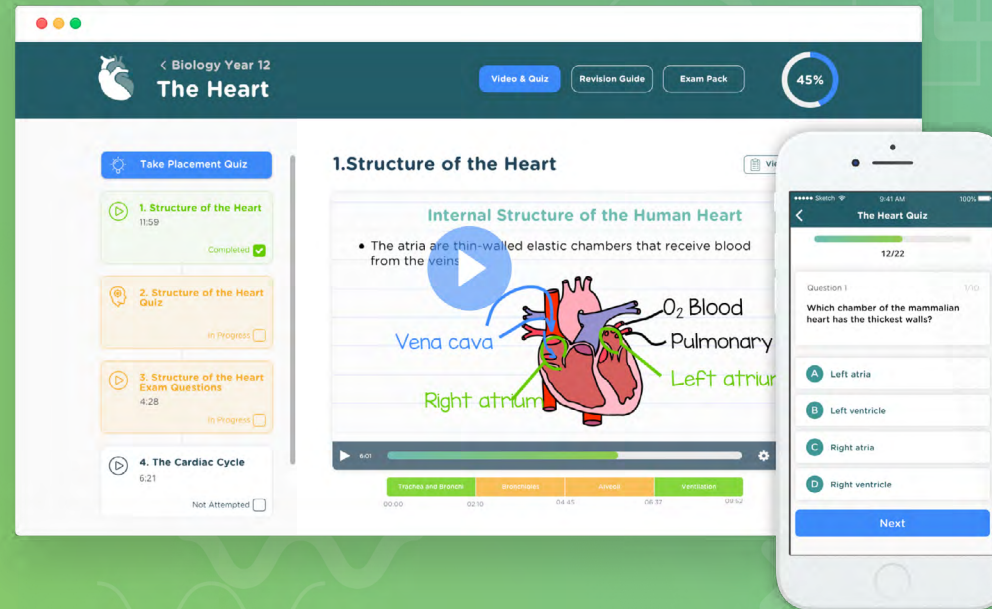 < Biology Year 12
The Heart
Video & Quiz
Revision Guide
Exam Pack
45%
Take Placement Quiz
1. Structure of the Heart
11:59
Completed
2. Structure of the Heart
Quiz
In Progress
3. Structure of the Heart
Exam Questions
4:28
In Progress
4. The Cardiac Cycle
6:21
Not Attempted
1.Structure of the Heart
Internal Structure of the Human Heart
• The atria are thin-walled elastic chambers that receive blood
from the veins
O₂ Blood
Vena cava
Pulmonary
Left atriu
Right atrium
6:01
Trachea and Bronchi
Bronchioles
Alveoli
Ventilation
00:00
02:10
04:45
06:37
09:52
Sketch
9:41 AM
100%
The Heart Quiz
12/22
Question 1
1/10
Which chamber of the mammalian
heart has the thickest walls?
A Left atria
B Left ventricle
C Right atria
D Right ventricle
Next